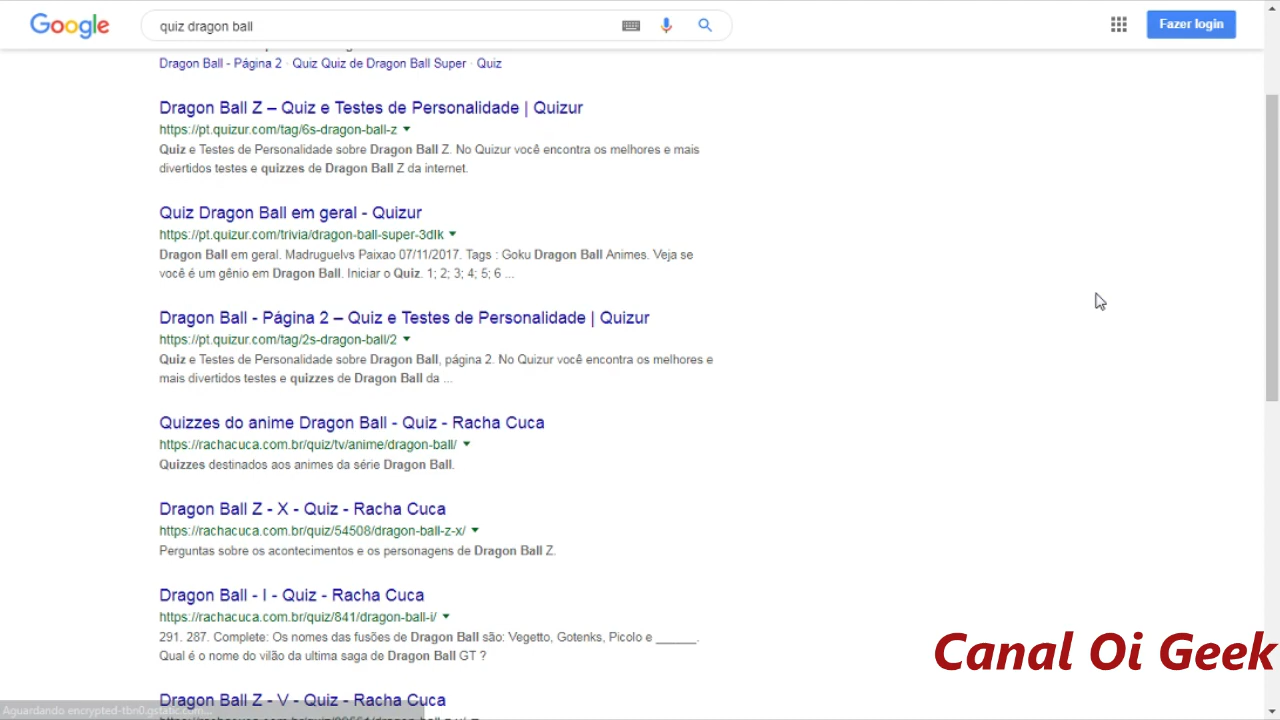 Google
quiz dragon ball
Fazer login
Dragon Ball - Página 2 · Quiz Quiz de Dragon Ball Super · Quiz
Dragon Ball Z – Quiz e Testes de Personalidade | Quizur
https://pt.quizur.com/tag/6s-dragon-ball-z
Quiz e Testes de Personalidade sobre Dragon Ball Z. No Quizur você encontra os melhores e mais
divertidos testes e quizzes de Dragon Ball Z da internet.
Quiz Dragon Ball em geral - Quizur
https://pt.quizur.com/trivia/dragon-ball-super-3dIk
Dragon Ball em geral. Madruguelvs Paixao 07/11/2017. Tags : Goku Dragon Ball Animes. Veja se
você é um gênio em Dragon Ball. Iniciar o Quiz. 1; 2; 3; 4; 5; 6 ...
Dragon Ball - Página 2 – Quiz e Testes de Personalidade | Quizur
https://pt.quizur.com/tag/2s-dragon-ball/2
Quiz e Testes de Personalidade sobre Dragon Ball, página 2. No Quizur você encontra os melhores e
mais divertidos testes e quizzes de Dragon Ball da ...
Quizzes do anime Dragon Ball - Quiz - Racha Cuca
https://rachacuca.com.br/quiz/tv/anime/dragon-ball/
Quizzes destinados aos animes da série Dragon Ball.
Dragon Ball Z - X - Quiz - Racha Cuca
https://rachacuca.com.br/quiz/54508/dragon-ball-z-x/
Perguntas sobre os acontecimentos e os personagens de Dragon Ball Z.
Dragon Ball - I - Quiz - Racha Cuca
https://rachacuca.com.br/quiz/841/dragon-ball-i/
291. 287. Complete: Os nomes das fusões de Dragon Ball são: Vegetto, Gotenks, Picolo e ______.
Qual é o nome do vilão da ultima saga de Dragon Ball GT ?
Canal Oi Geek
Dragon Ball Z - V - Quiz - Racha Cuca
Aguardando encrypted-tbn0.gstatic.com...